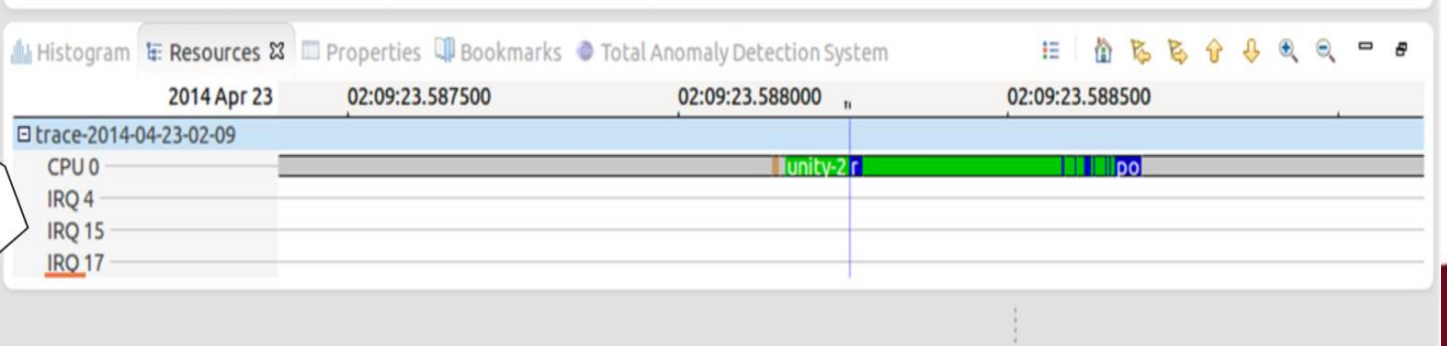 Histogram Resources Properties Bookmarks Total Anomaly Detection System
2014 Apr 23 02:09:23.587500 02:09:23.588000 02:09:23.588500
trace-2014-04-23-02-09
CPU 0 unity-2 r po
IRQ 4
IRQ 15
IRQ 17